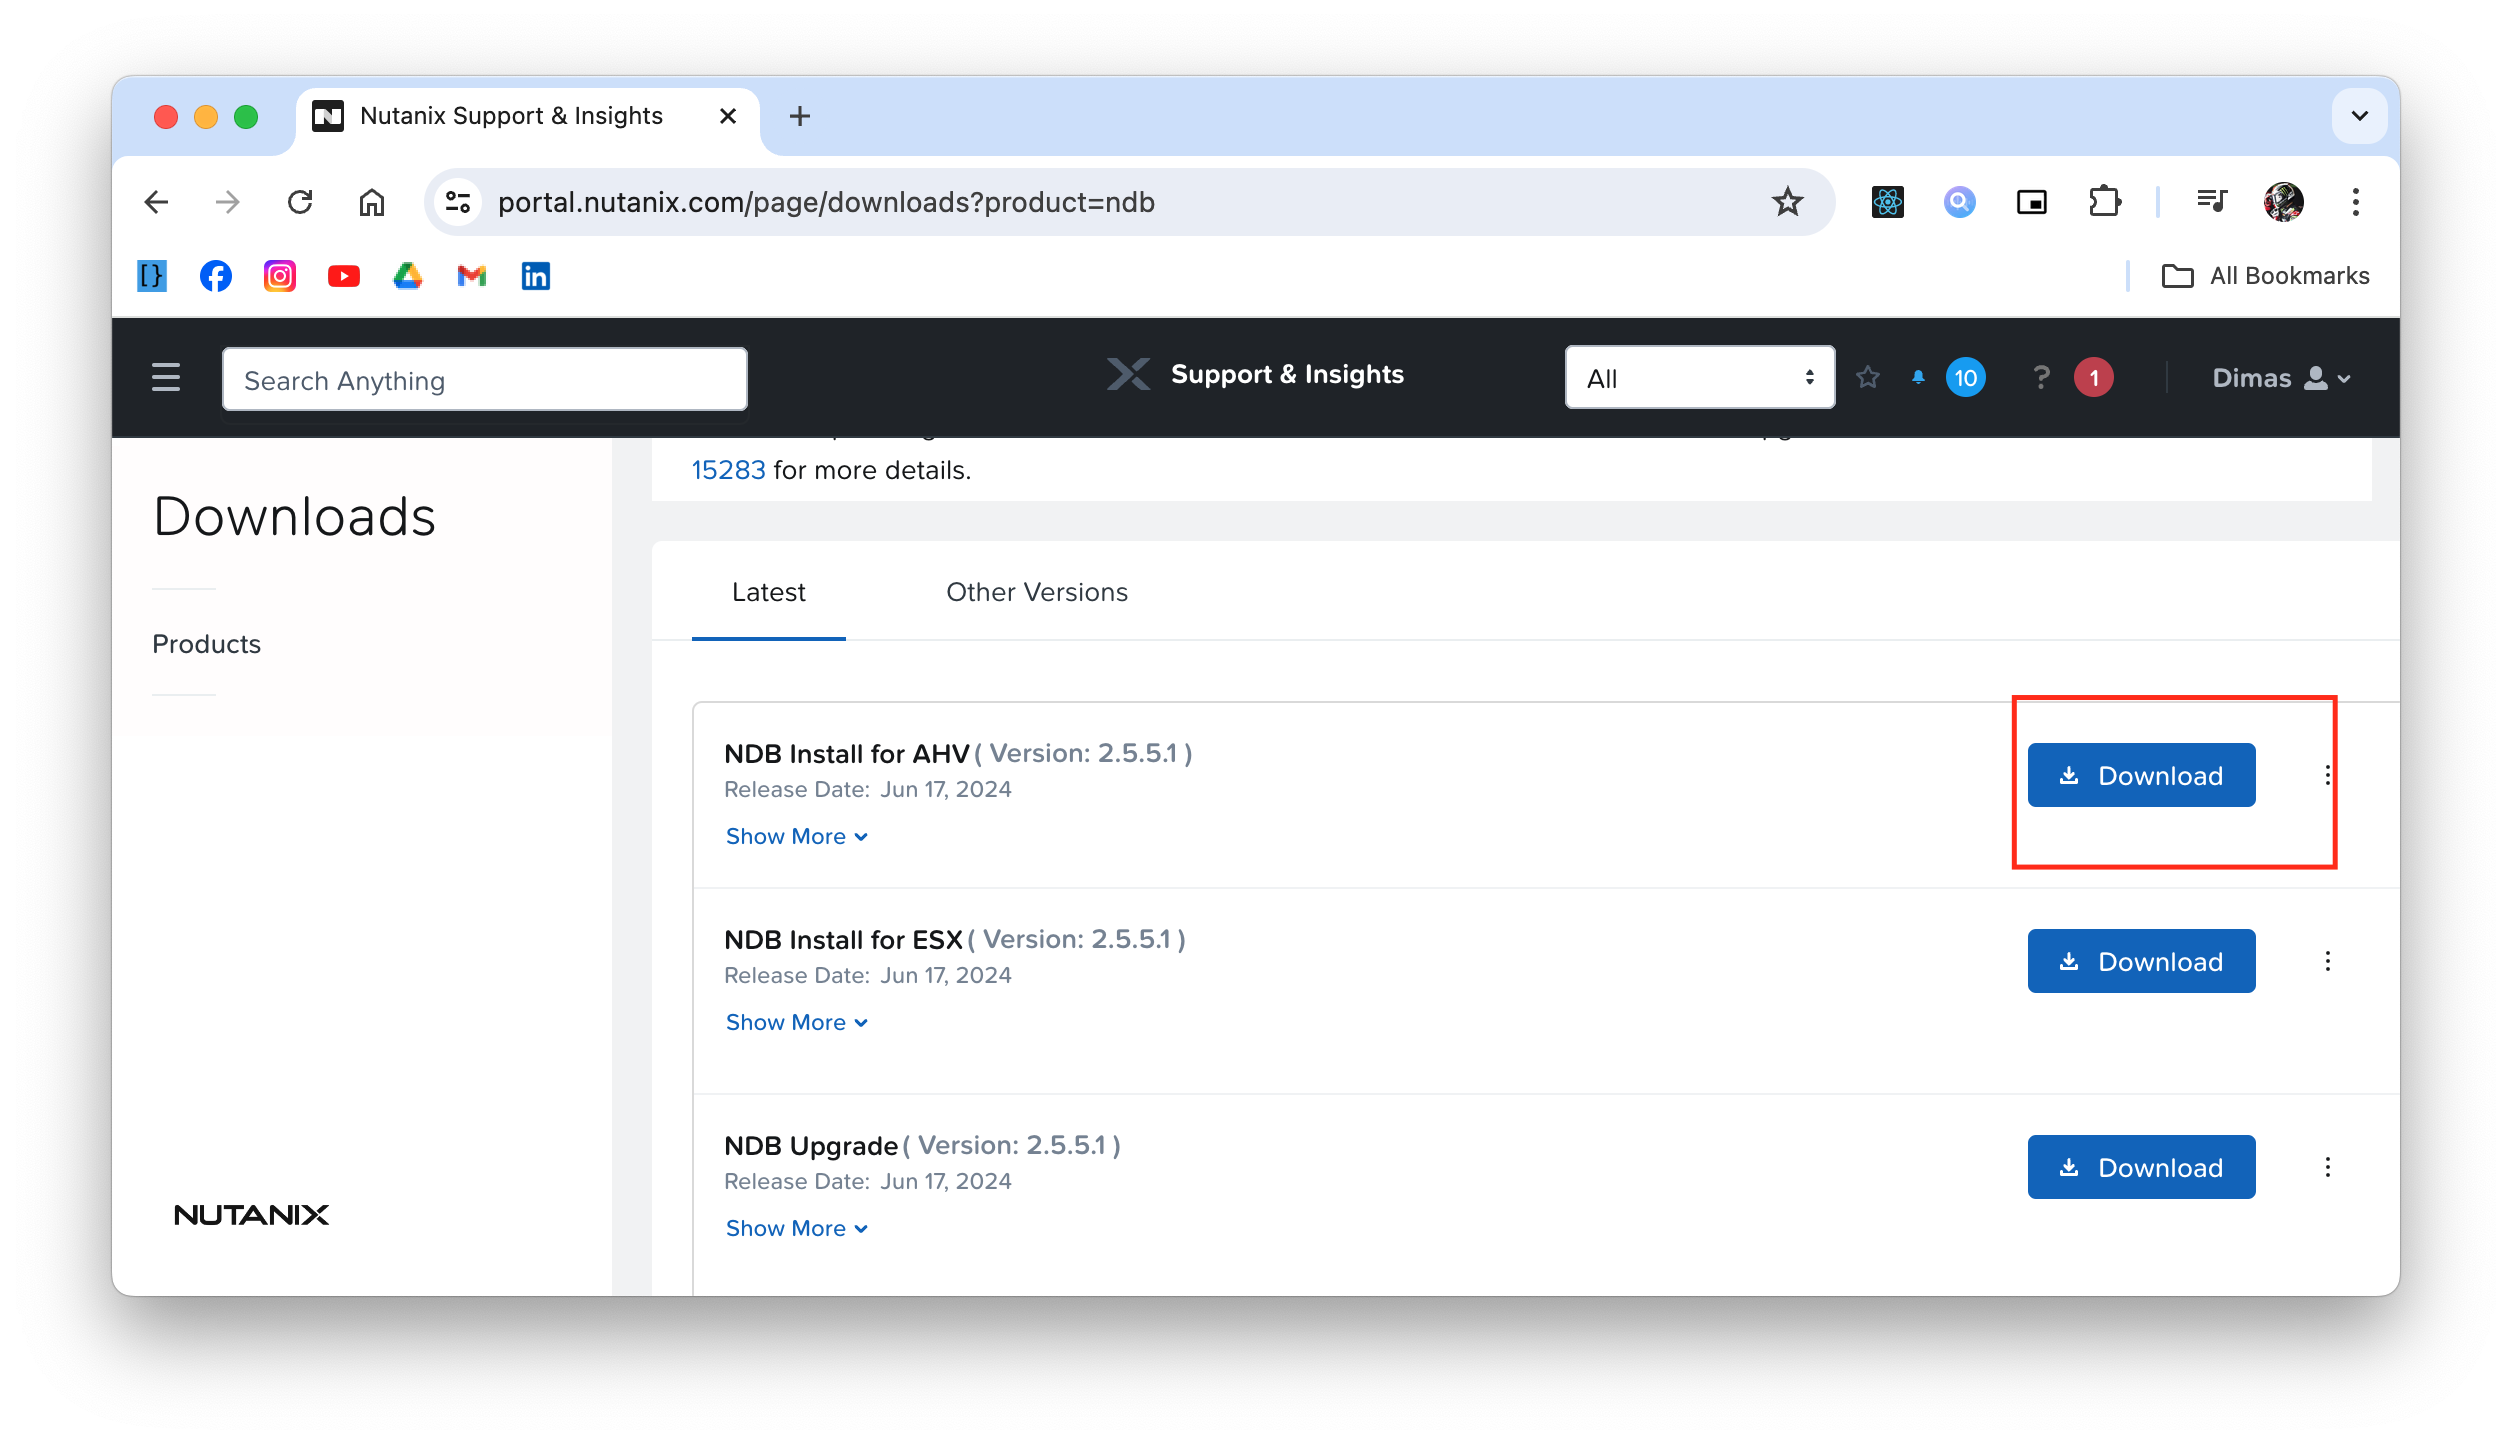 Nutanix Support & Insights
portal.nutanix.com/page/downloads?product=ndb
[]}
in
All Bookmarks
Search Anything
Support & Insights
All
10
?
1
Dimas
15283 for more details.
Downloads
Products
Latest
Other Versions
NDB Install for AHV ( Version: 2.5.5.1 )
Release Date: Jun 17, 2024
Show More
Download
NDB Install for ESX ( Version: 2.5.5.1 )
Release Date: Jun 17, 2024
Show More
Download
NDB Upgrade ( Version: 2.5.5.1 )
Release Date: Jun 17, 2024
Show More
Download
NUTANIX